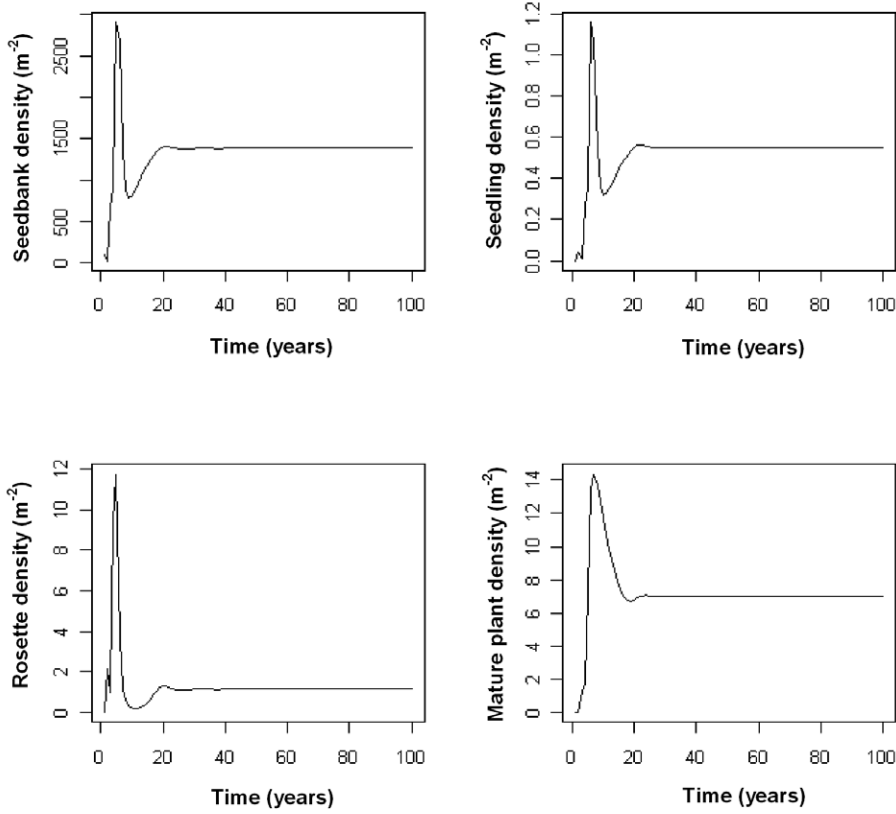 Seedbank density (m⁻²)
2500
1500
500
0
0 20 40 60 80 100
Time (years)
Seedling density (m⁻²)
1.2
1.0
0.8
0.6
0.4
0.2
0.0
0 20 40 60 80 100
Time (years)
Rosette density (m⁻²)
12
10
8
6
4
2
0
0 20 40 60 80 100
Time (years)
Mature plant density (m⁻²)
14
12
10
8
6
4
2
0
0 20 40 60 80 100
Time (years)